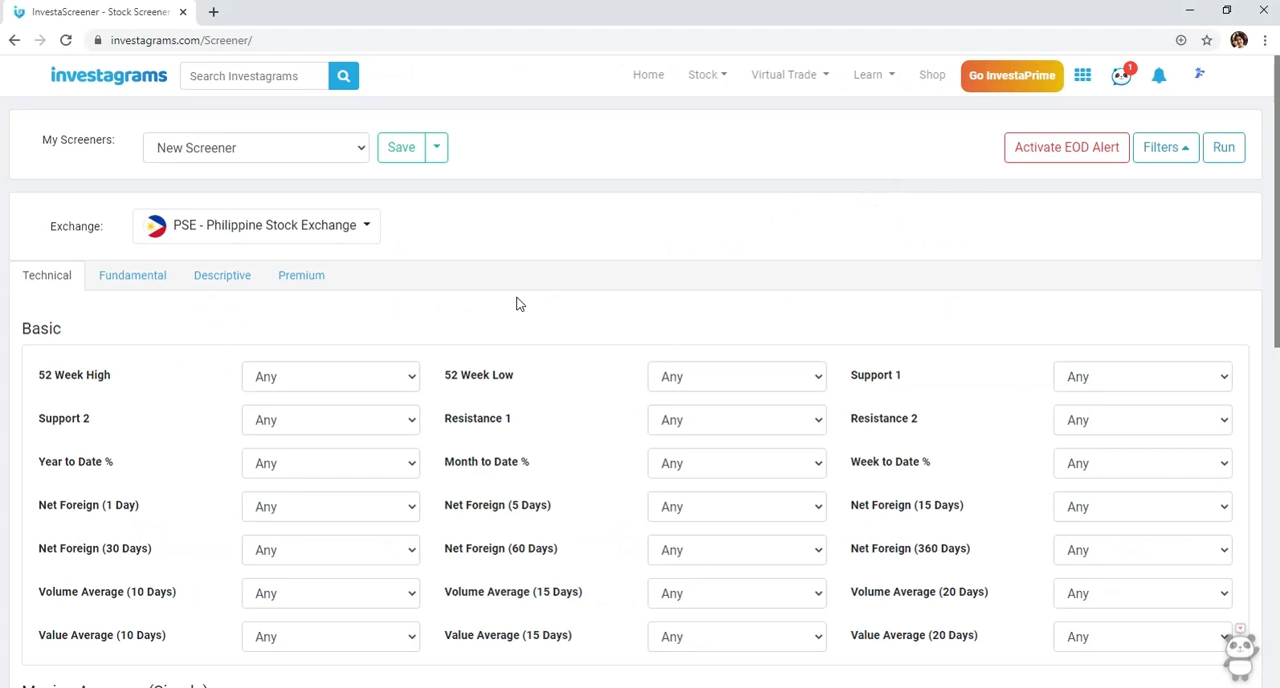 InvestaScreener - Stock Screener
investagrams.com/Screener/
investagrams Search Investagrams Home Stock Virtual Trade Learn Shop Go InvestaPrime 1
My Screeners: New Screener Save Activate EOD Alert Filters Run
Exchange: PSE - Philippine Stock Exchange
Technical Fundamental Descriptive Premium
Basic
52 Week High Any 52 Week Low Any Support 1 Any
Support 2 Any Resistance 1 Any Resistance 2 Any
Year to Date % Any Month to Date % Any Week to Date % Any
Net Foreign (1 Day) Any Net Foreign (5 Days) Any Net Foreign (15 Days) Any
Net Foreign (30 Days) Any Net Foreign (60 Days) Any Net Foreign (360 Days) Any
Volume Average (10 Days) Any Volume Average (15 Days) Any Volume Average (20 Days) Any
Value Average (10 Days) Any Value Average (15 Days) Any Value Average (20 Days) Any